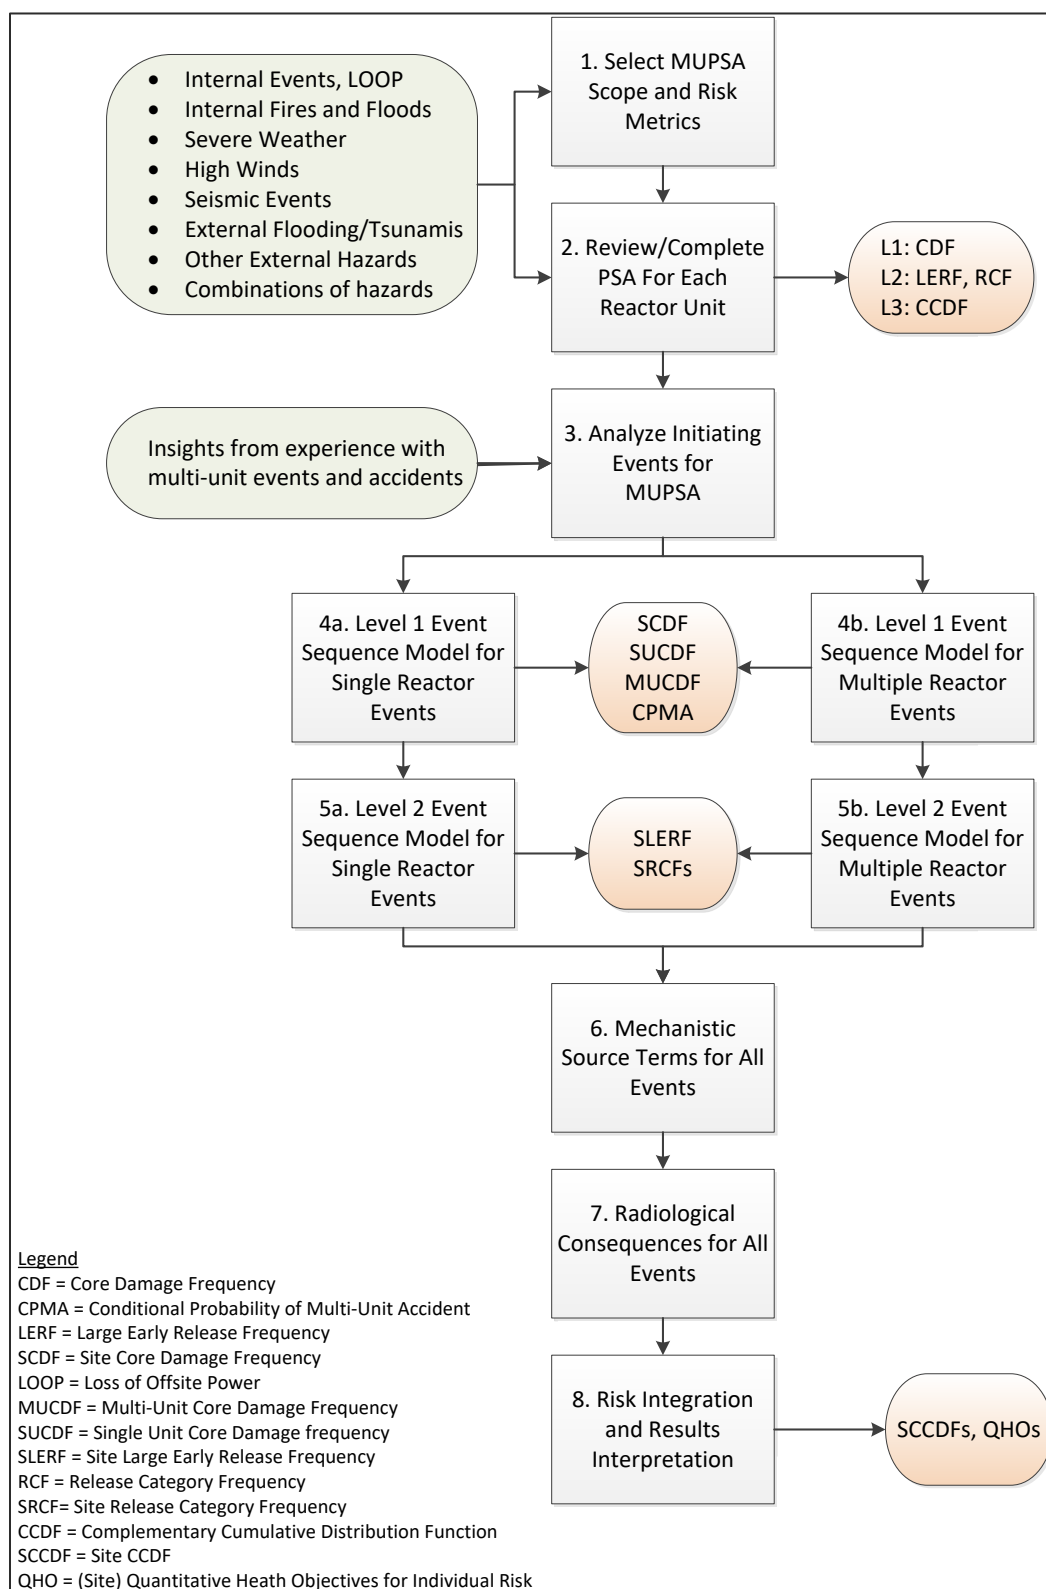 1. Select MUPSA
Scope and Risk
Metrics
• Internal Events, LOOP
• Internal Fires and Floods
• Severe Weather
• High Winds
• Seismic Events
• External Flooding/Tsunamis
• Other External Hazards
• Combinations of hazards
2. Review/Complete
PSA For Each
Reactor Unit
L1: CDF
L2: LERF, RCF
L3: CCDF
Insights from experience with
multi-unit events and accidents
3. Analyze Initiating
Events for
MUPSA
4a. Level 1 Event
Sequence Model for
Single Reactor
Events
SCDF
SUCDF
MUCDF
CPMA
4b. Level 1 Event
Sequence Model for
Multiple Reactor
Events
5a. Level 2 Event
Sequence Model for
Single Reactor
Events
SLERF
SRCFs
5b. Level 2 Event
Sequence Model for
Multiple Reactor
Events
6. Mechanistic
Source Terms for All
Events
7. Radiological
Consequences for All
Events
8. Risk Integration
and Results
Interpretation
SCCDFs, QHOs
Legend
CDF = Core Damage Frequency
CPMA = Conditional Probability of Multi-Unit Accident
LERF = Large Early Release Frequency
SCDF = Site Core Damage Frequency
LOOP = Loss of Offsite Power
MUCDF = Multi-Unit Core Damage Frequency
SUCDF = Single Unit Core Damage frequency
SLERF = Site Large Early Release Frequency
RCF = Release Category Frequency
SRCF= Site Release Category Frequency
CCDF = Complementary Cumulative Distribution Function
SCCDF = Site CCDF
QHO = (Site) Quantitative Heath Objectives for Individual Risk